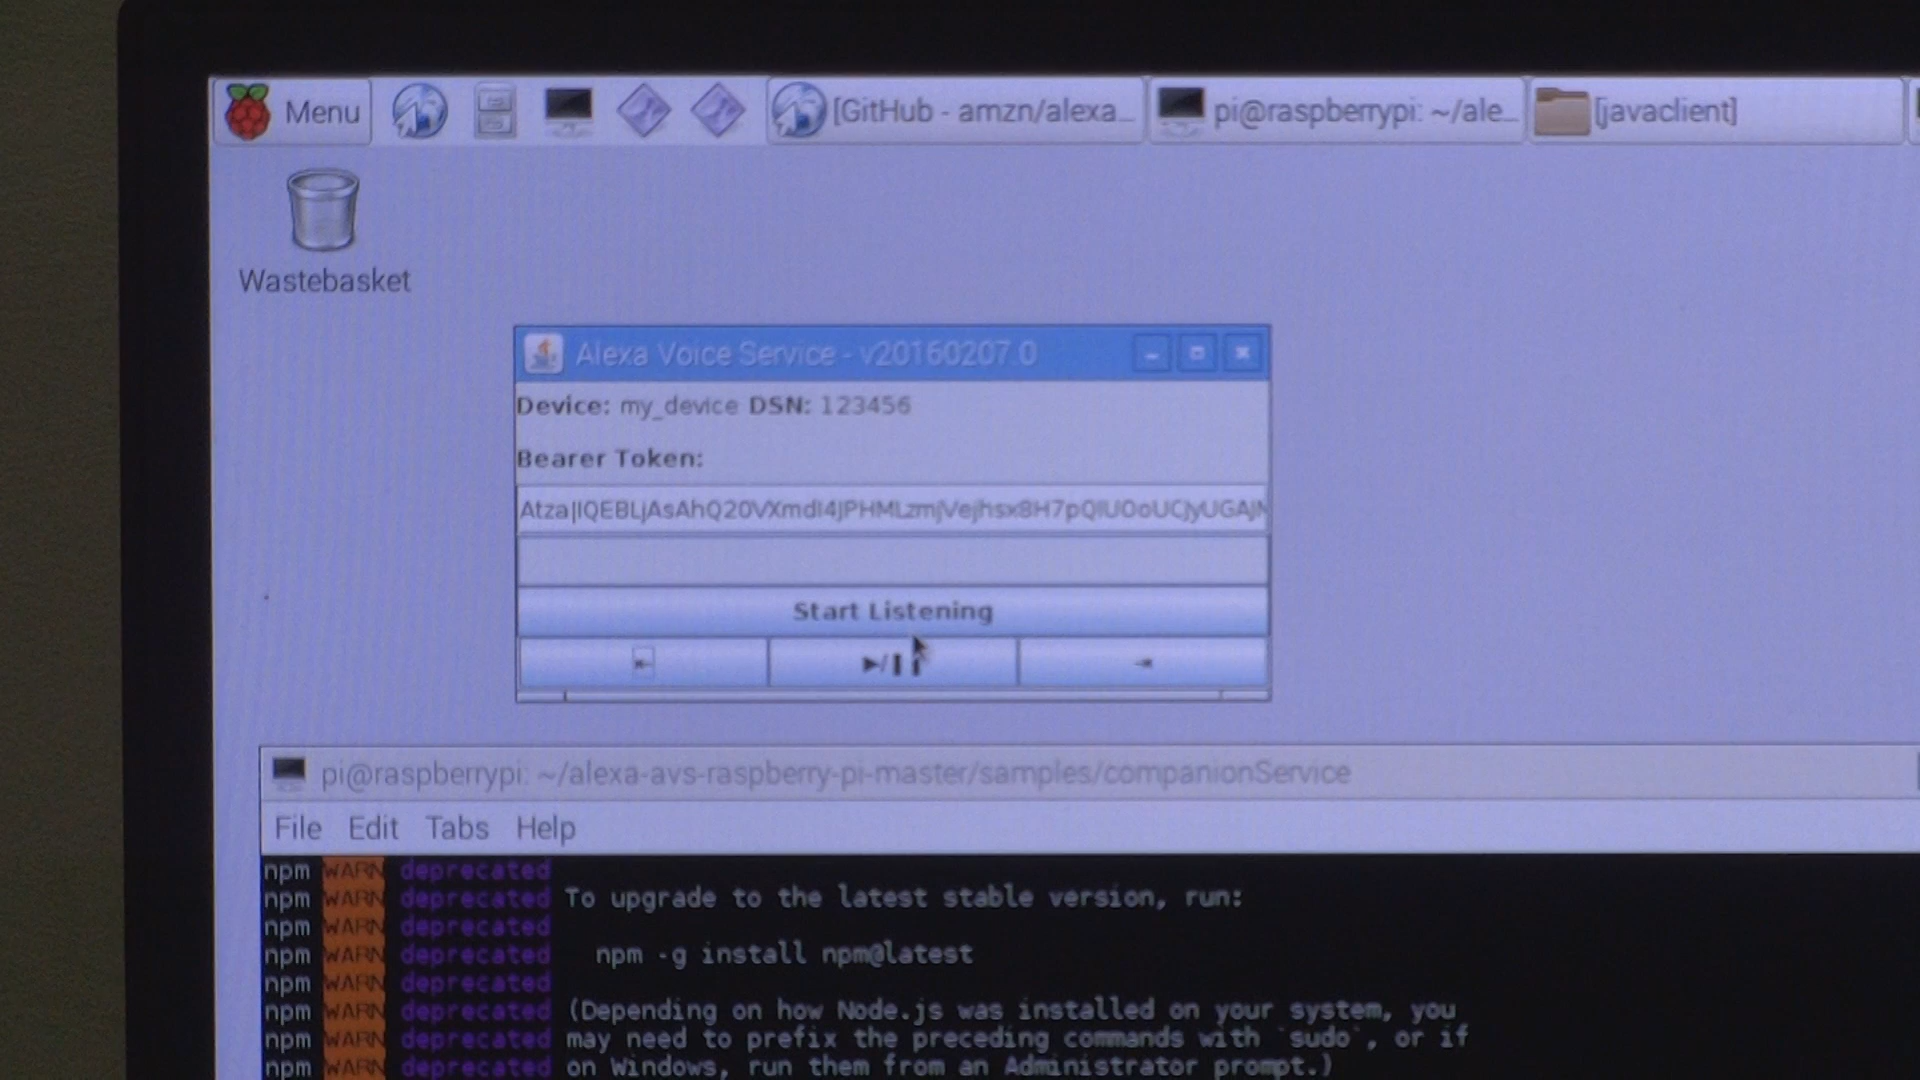 Menu
[GitHub - amzn/alexa...
pi@raspberrypi: ~/ale...
[javaclient]
Wastebasket
Alexa Voice Service - v20160207.0
Device: my_device DSN: 123456
Bearer Token:
Start Listening
pi@raspberrypi: ~/alexa-avs-raspberry-pi-master/samples/companionService
File Edit Tabs Help
npm WARN deprecated
npm WARN deprecated To upgrade to the latest stable version, run:
npm WARN deprecated
npm WARN deprecated npm -g install npm@latest
npm WARN deprecated
npm WARN deprecated (Depending on how Node.js was installed on your system, you
npm WARN deprecated may need to prefix the preceding commands with `sudo`, or if
npm WARN deprecated on Windows, run them from an Administrator prompt.)